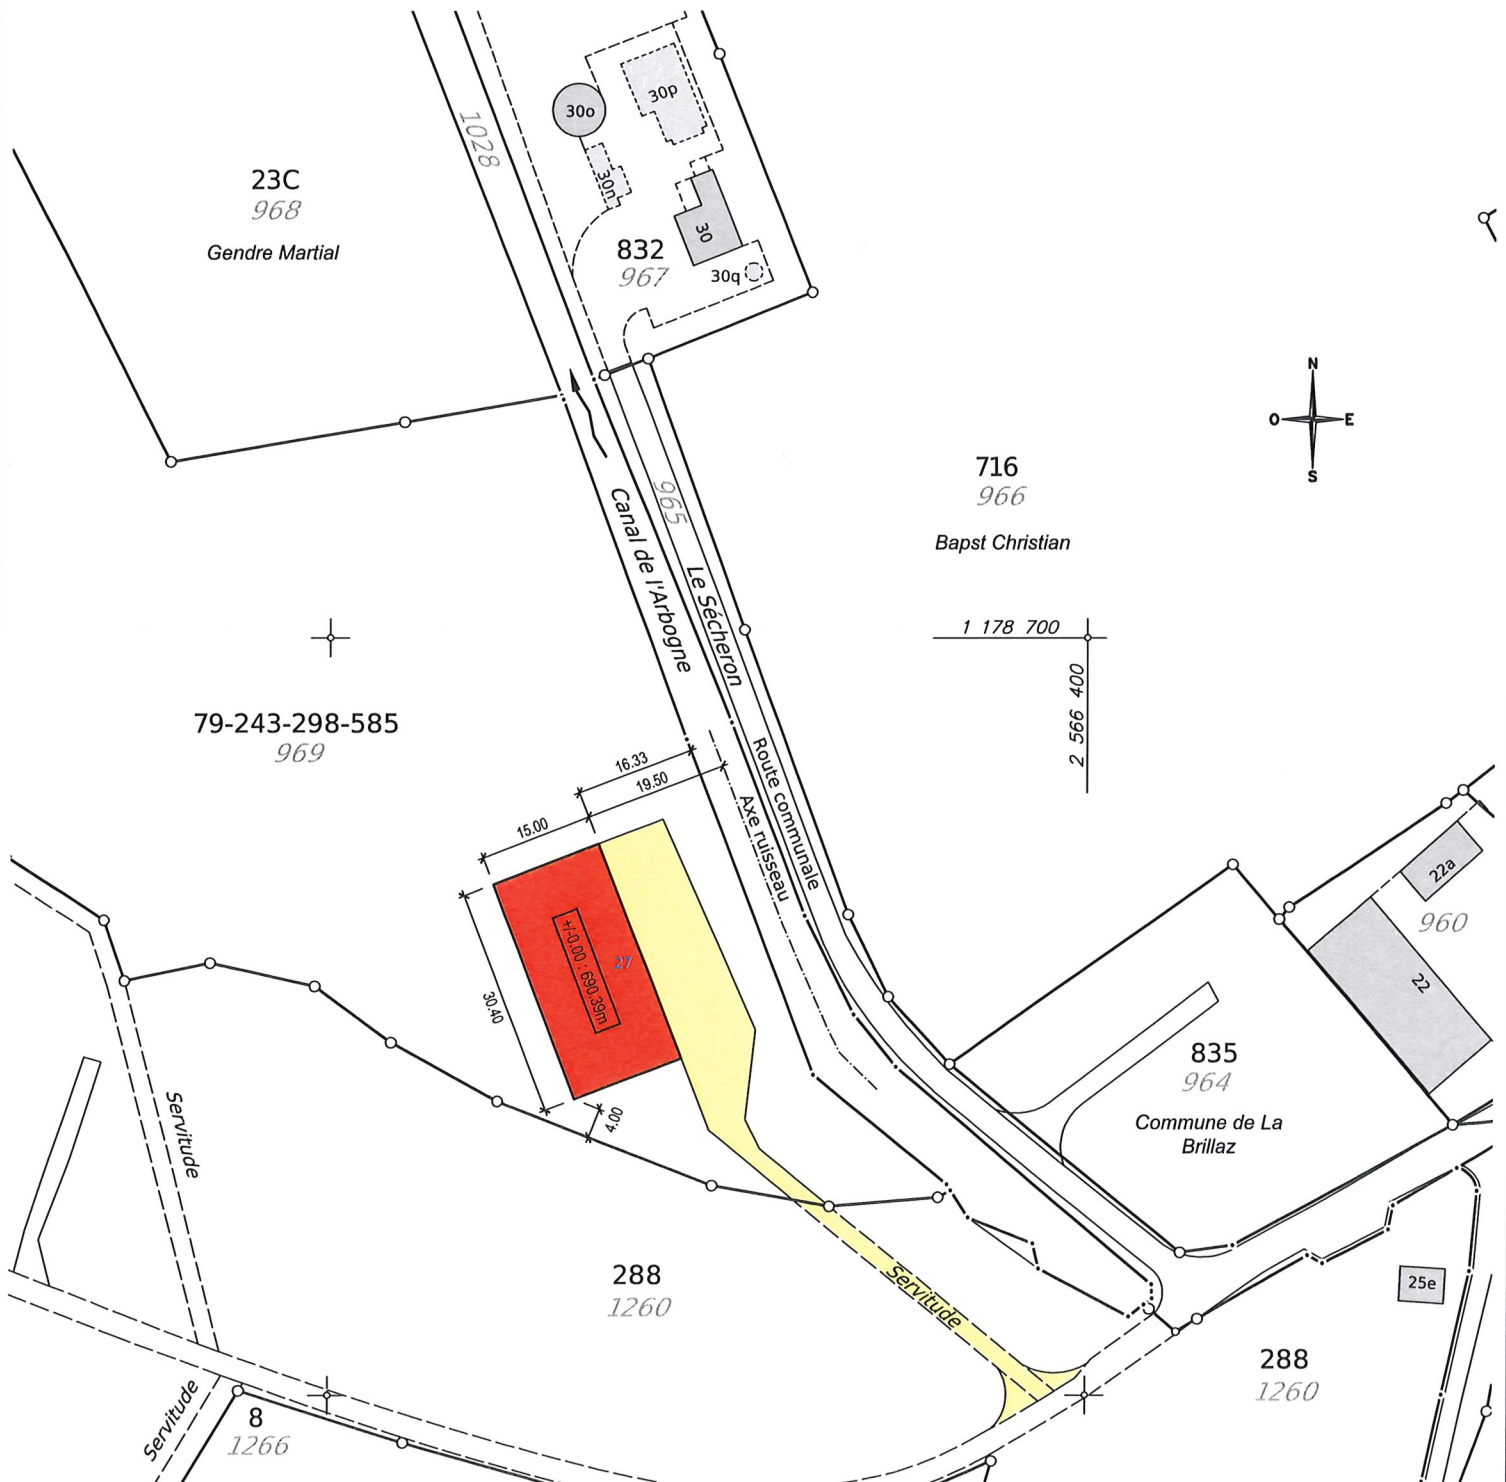 1028
30o
30p
30n
30
30q
23C
968
Gendre Martial
832
967
N
O
E
S
965
716
966
Bapst Christian
Canal de l'Arbogne
Le Sécheron
1 178 700
2 566 400
79-243-298-585
969
16.33
19.50
15.00
Route communale
Axe ruisseau
+/-0.00 : 690.39m
27
30.40
4.00
22a
960
22
835
964
Commune de La
Brillaz
Servitude
288
1260
Servitude
25e
288
1260
Servitude
8
1266